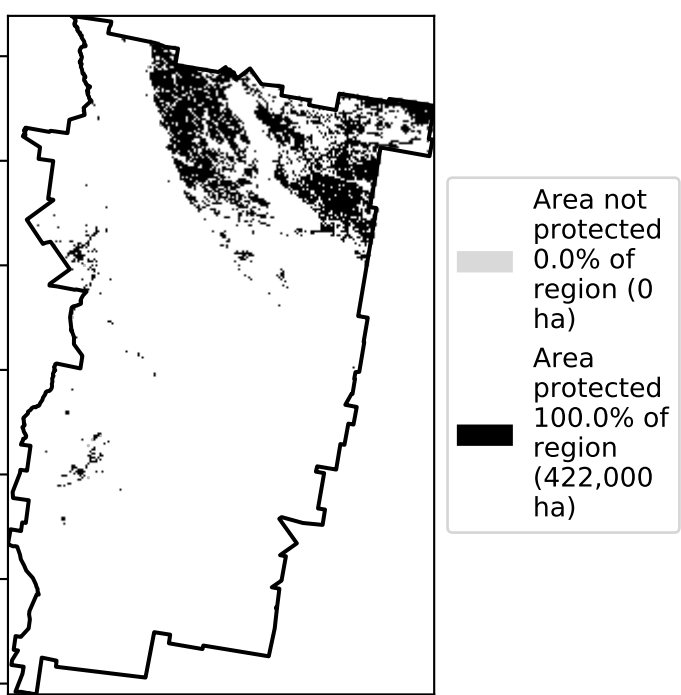 Area not
protected
0.0% of
region (0
ha)
Area
protected
100.0% of
region
(422,000
ha)